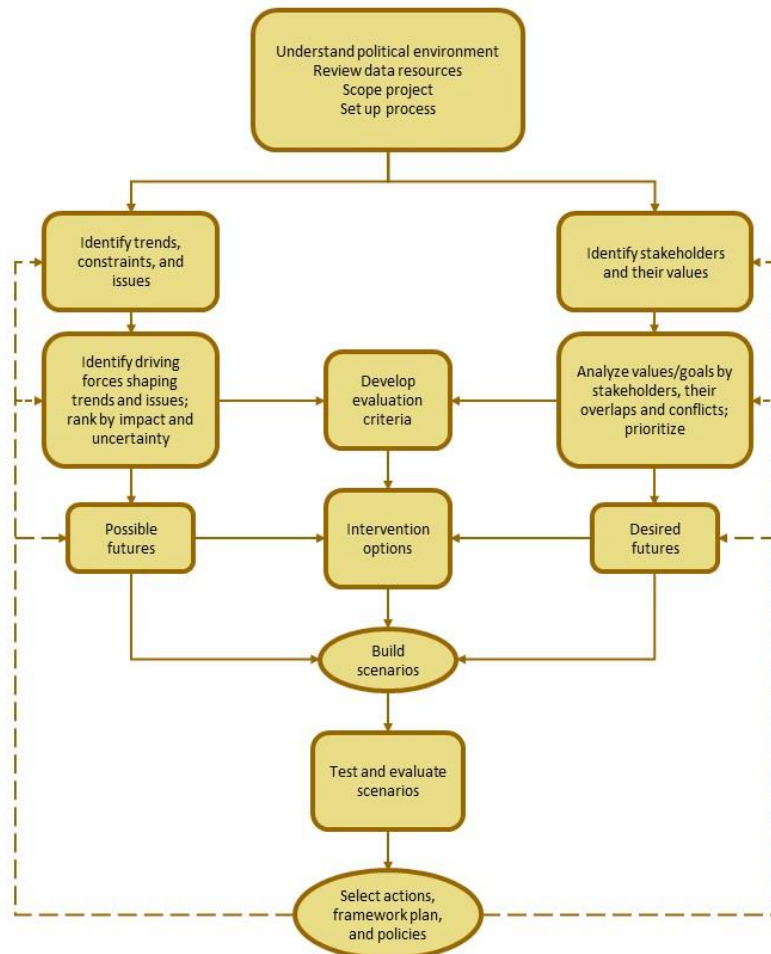 Understand political environment
Review data resources
Scope project
Set up process
Identify trends,
constraints, and
issues
Identify stakeholders
and their values
Identify driving
forces shaping
trends and issues;
rank by impact and
uncertainty
Develop
evaluation
criteria
Analyze values/goals by
stakeholders, their
overlaps and conflicts;
prioritize
Possible
futures
Intervention
options
Desired
futures
Build
scenarios
Test and evaluate
scenarios
Select actions,
framework plan,
and policies